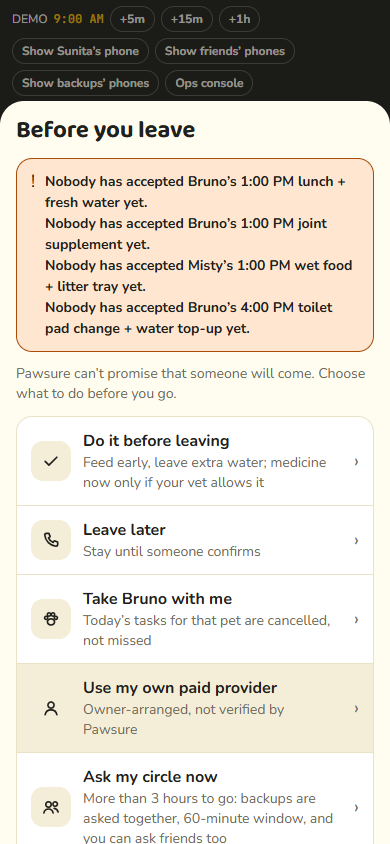 DEMO 9:00 AM +5m +15m +1h
Show Sunita's phone Show friends' phones
Show backups' phones Ops console
Before you leave
! Nobody has accepted Bruno's 1:00 PM lunch +
fresh water yet.
Nobody has accepted Bruno's 1:00 PM joint
supplement yet.
Nobody has accepted Misty's 1:00 PM wet food
+ litter tray yet.
Nobody has accepted Bruno's 4:00 PM toilet
pad change + water top-up yet.
Pawsure can't promise that someone will come. Choose
what to do before you go.
Do it before leaving
Feed early, leave extra water; medicine
now only if your vet allows it
Leave later
Stay until someone confirms
Take Bruno with me
Today's tasks for that pet are cancelled,
not missed
Use my own paid provider
Owner-arranged, not verified by
Pawsure
Ask my circle now
More than 3 hours to go: backups are
asked together, 60-minute window, and
you can ask friends too